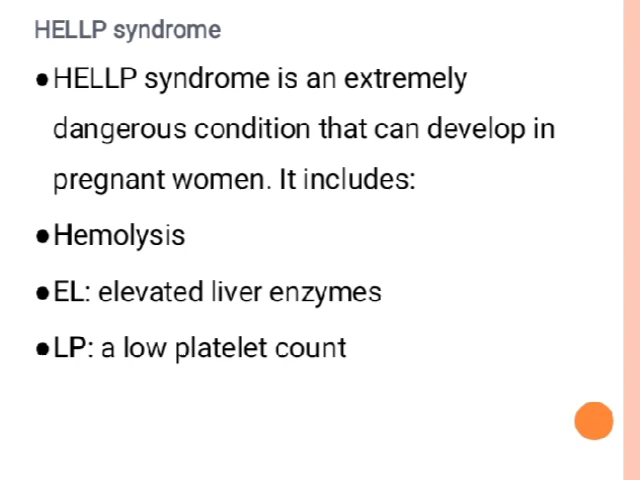 HELLP syndrome
●HELLP syndrome is an extremely
dangerous condition that can develop in
pregnant women. It includes:
●Hemolysis
●EL: elevated liver enzymes
●LP: a low platelet count